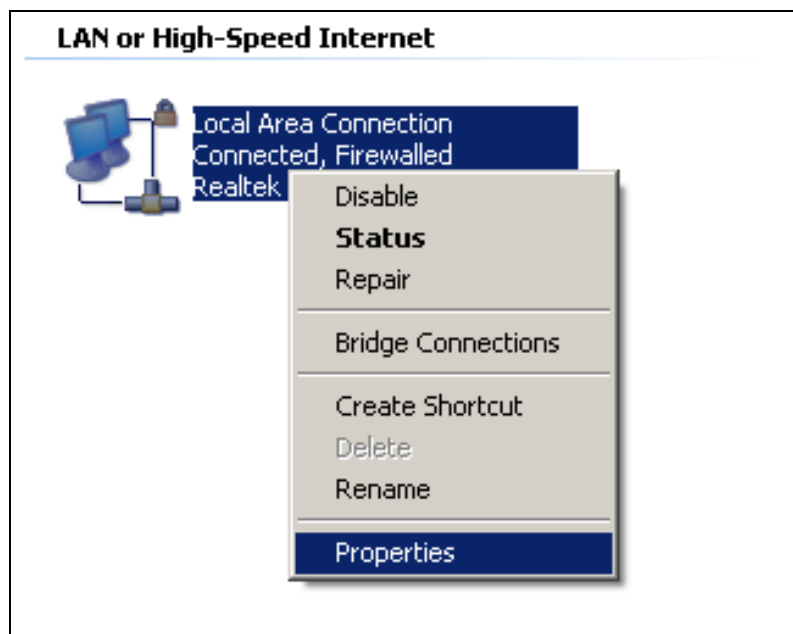 LAN or High-Speed Internet
Local Area Connection
Connected, Firewalled
Realtek
Disable
Status
Repair
Bridge Connections
Create Shortcut
Delete
Rename
Properties